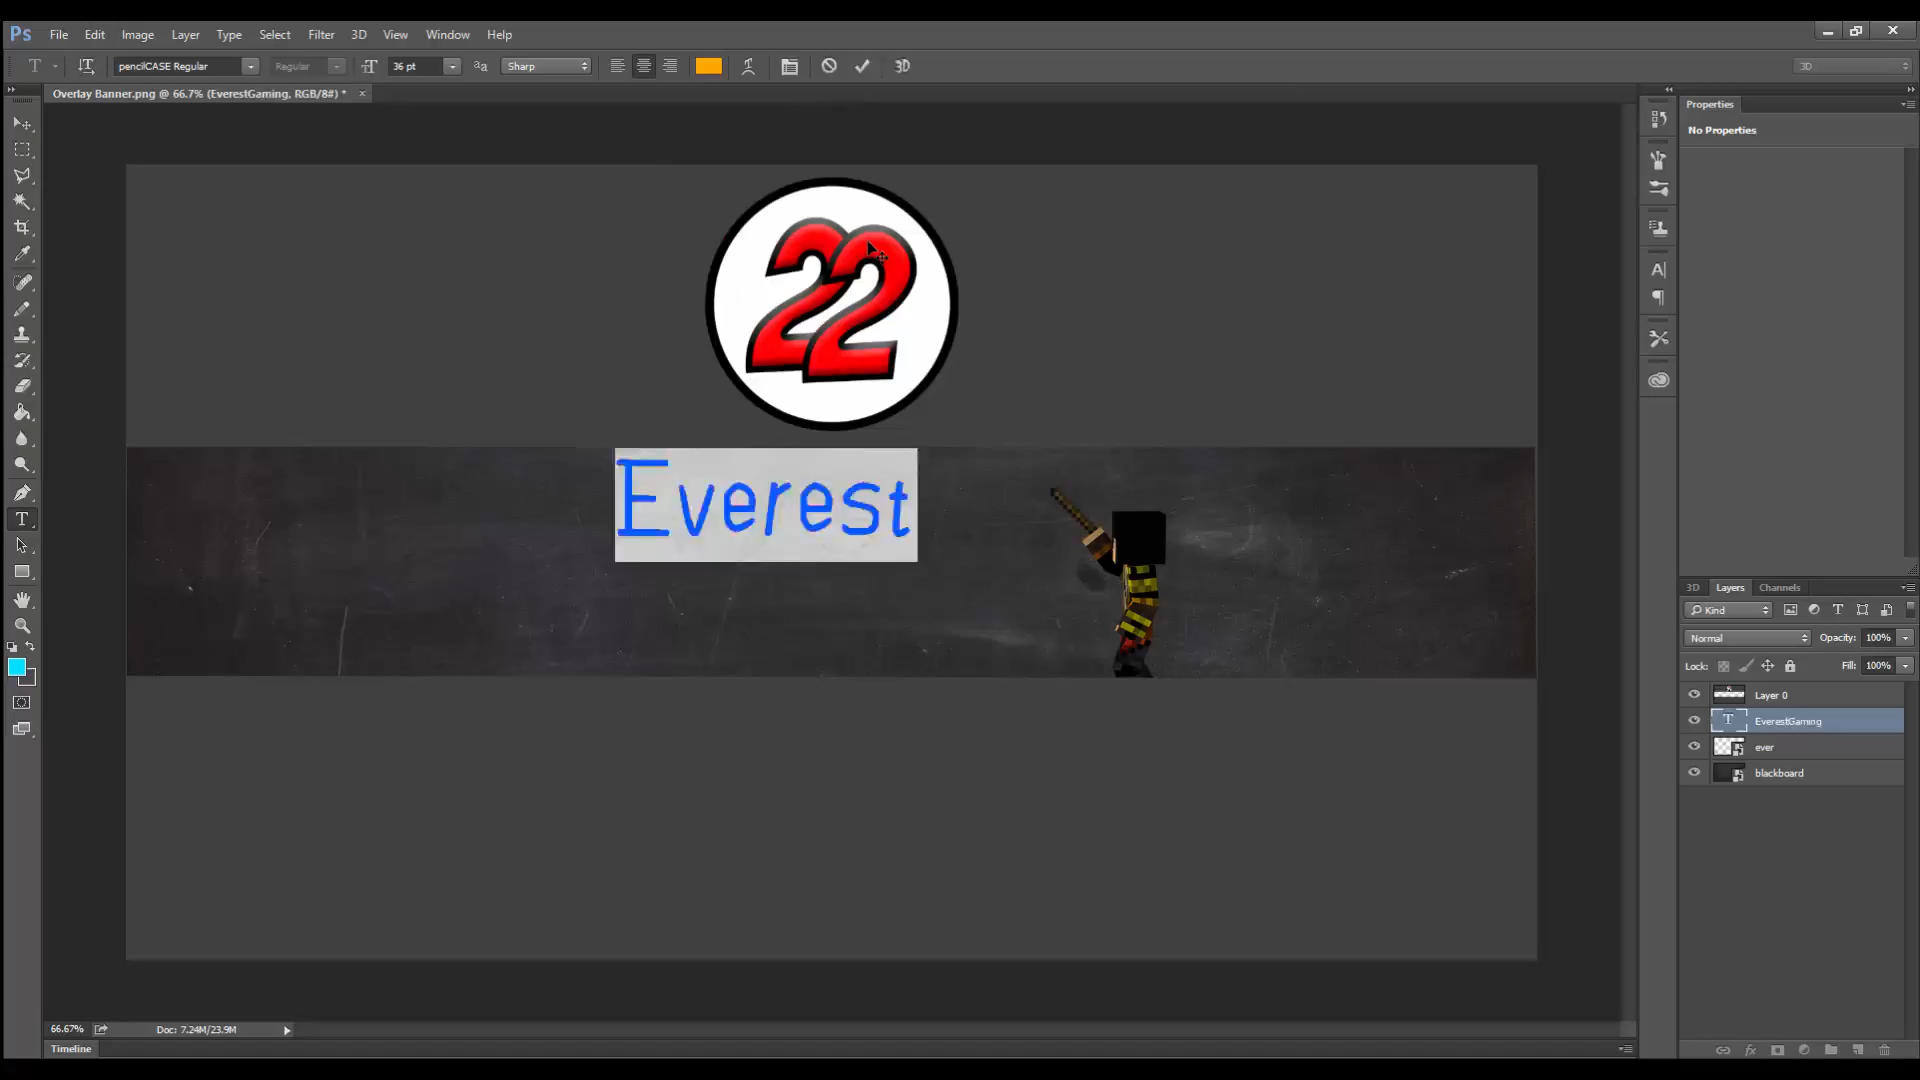 Ps File Edit Image Layer Type Select Filter 3D View Window Help
T pencilCASE Regular Regular 36 pt aa Sharp 3D 3D
Overlay Banner.png @ 66.7% (EverestGaming, RGB/8#) * ×
Properties
No Properties
22
Everest
3D Layers Channels
Kind
Normal Opacity: 100%
Lock: Fill: 100%
Layer 0
EverestGaming
ever
blackboard
66.67% Doc: 7.24M/23.9M
Timeline